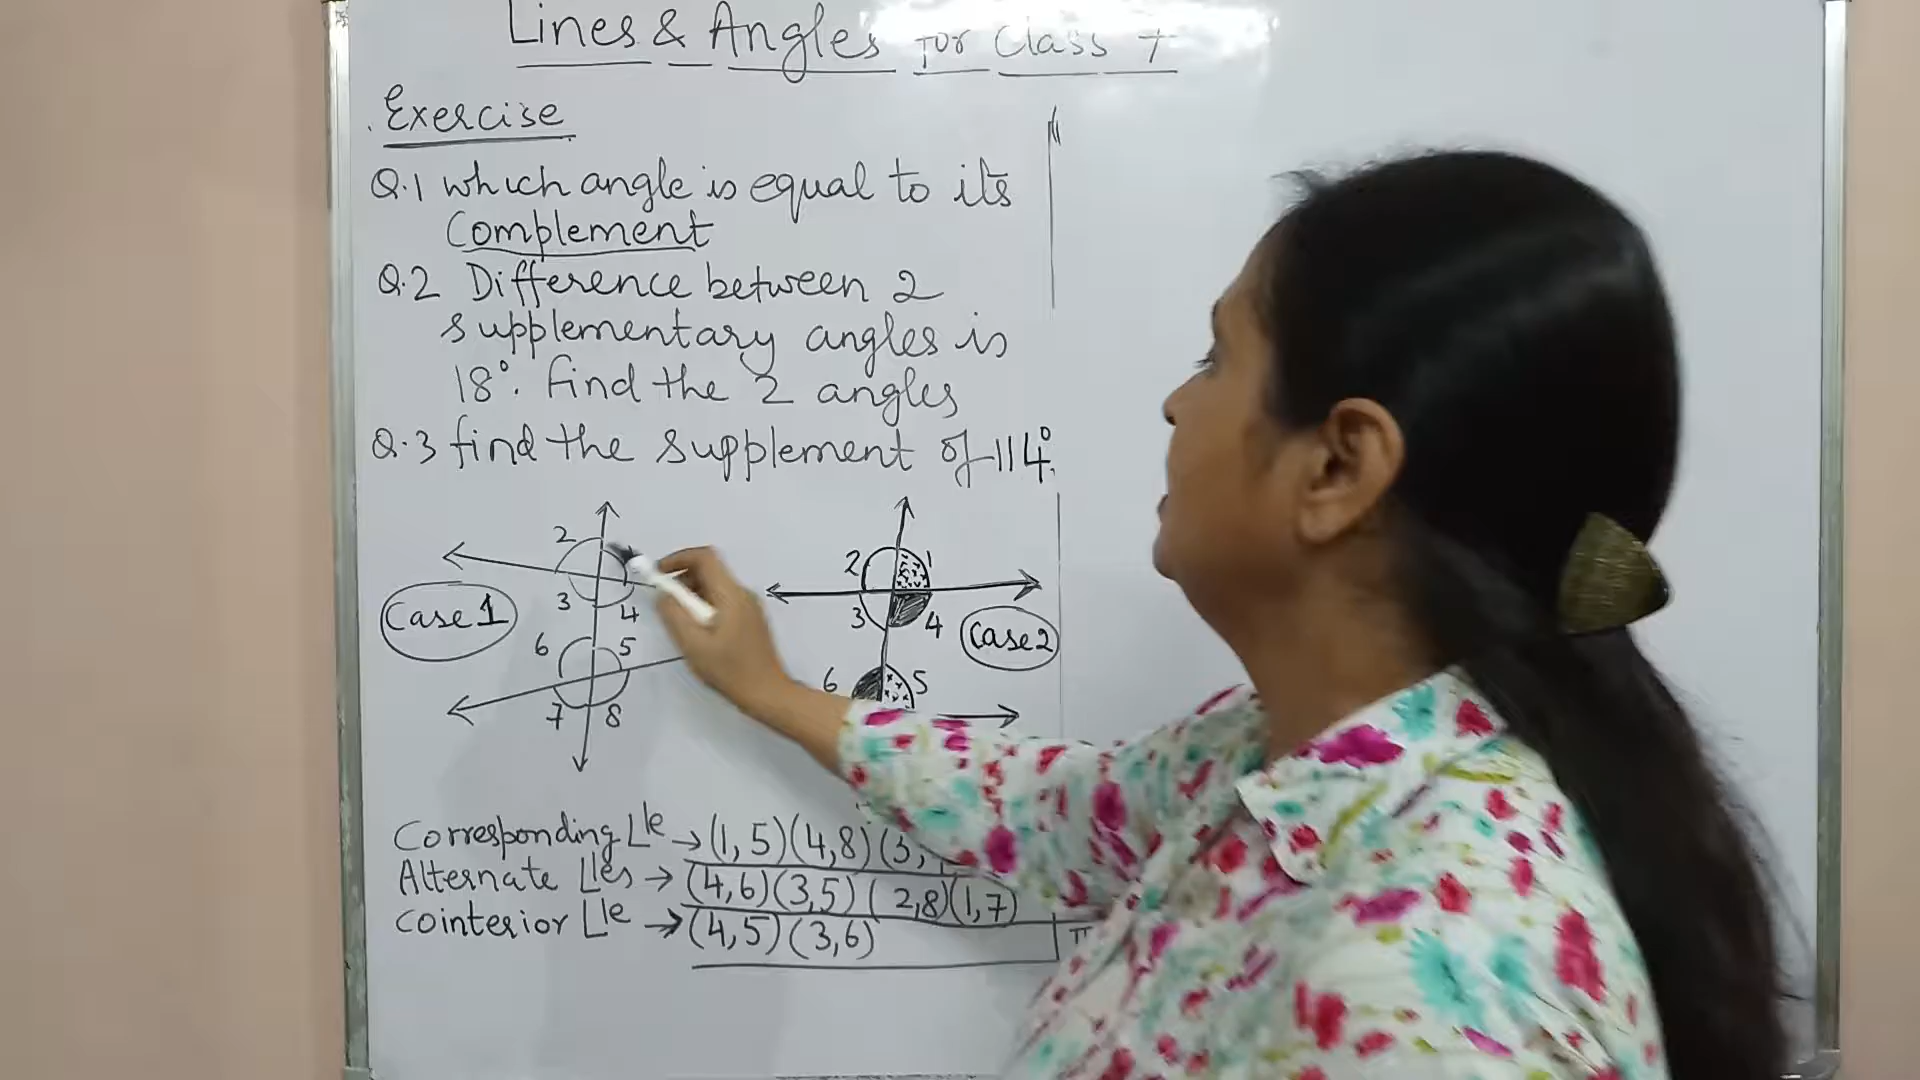 Lines & Angles for Class 7
Exercise
Q.1 which angle is equal to its
Complement
Q.2 Difference between 2
supplementary angles is
18°. find the 2 angles
Q.3 find the supplement of 114°.
2
3 4
6 5
7 8
Case 1
2 1
3 4
6 5
Case 2
Corresponding L le → (1, 5) (4, 8) (3,
Alternate L les → (4, 6) (3, 5) (2, 8) (1, 7)
Cointerior L le → (4, 5) (3, 6)